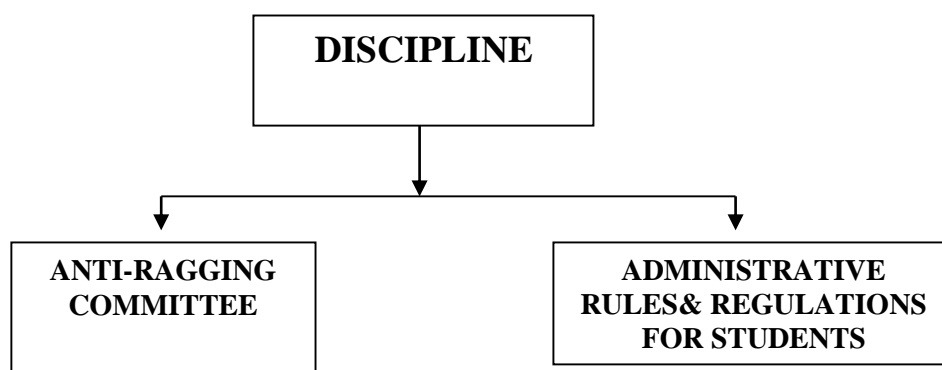 DISCIPLINE
ANTI-RAGGING
COMMITTEE
ADMINISTRATIVE
RULES& REGULATIONS
FOR STUDENTS